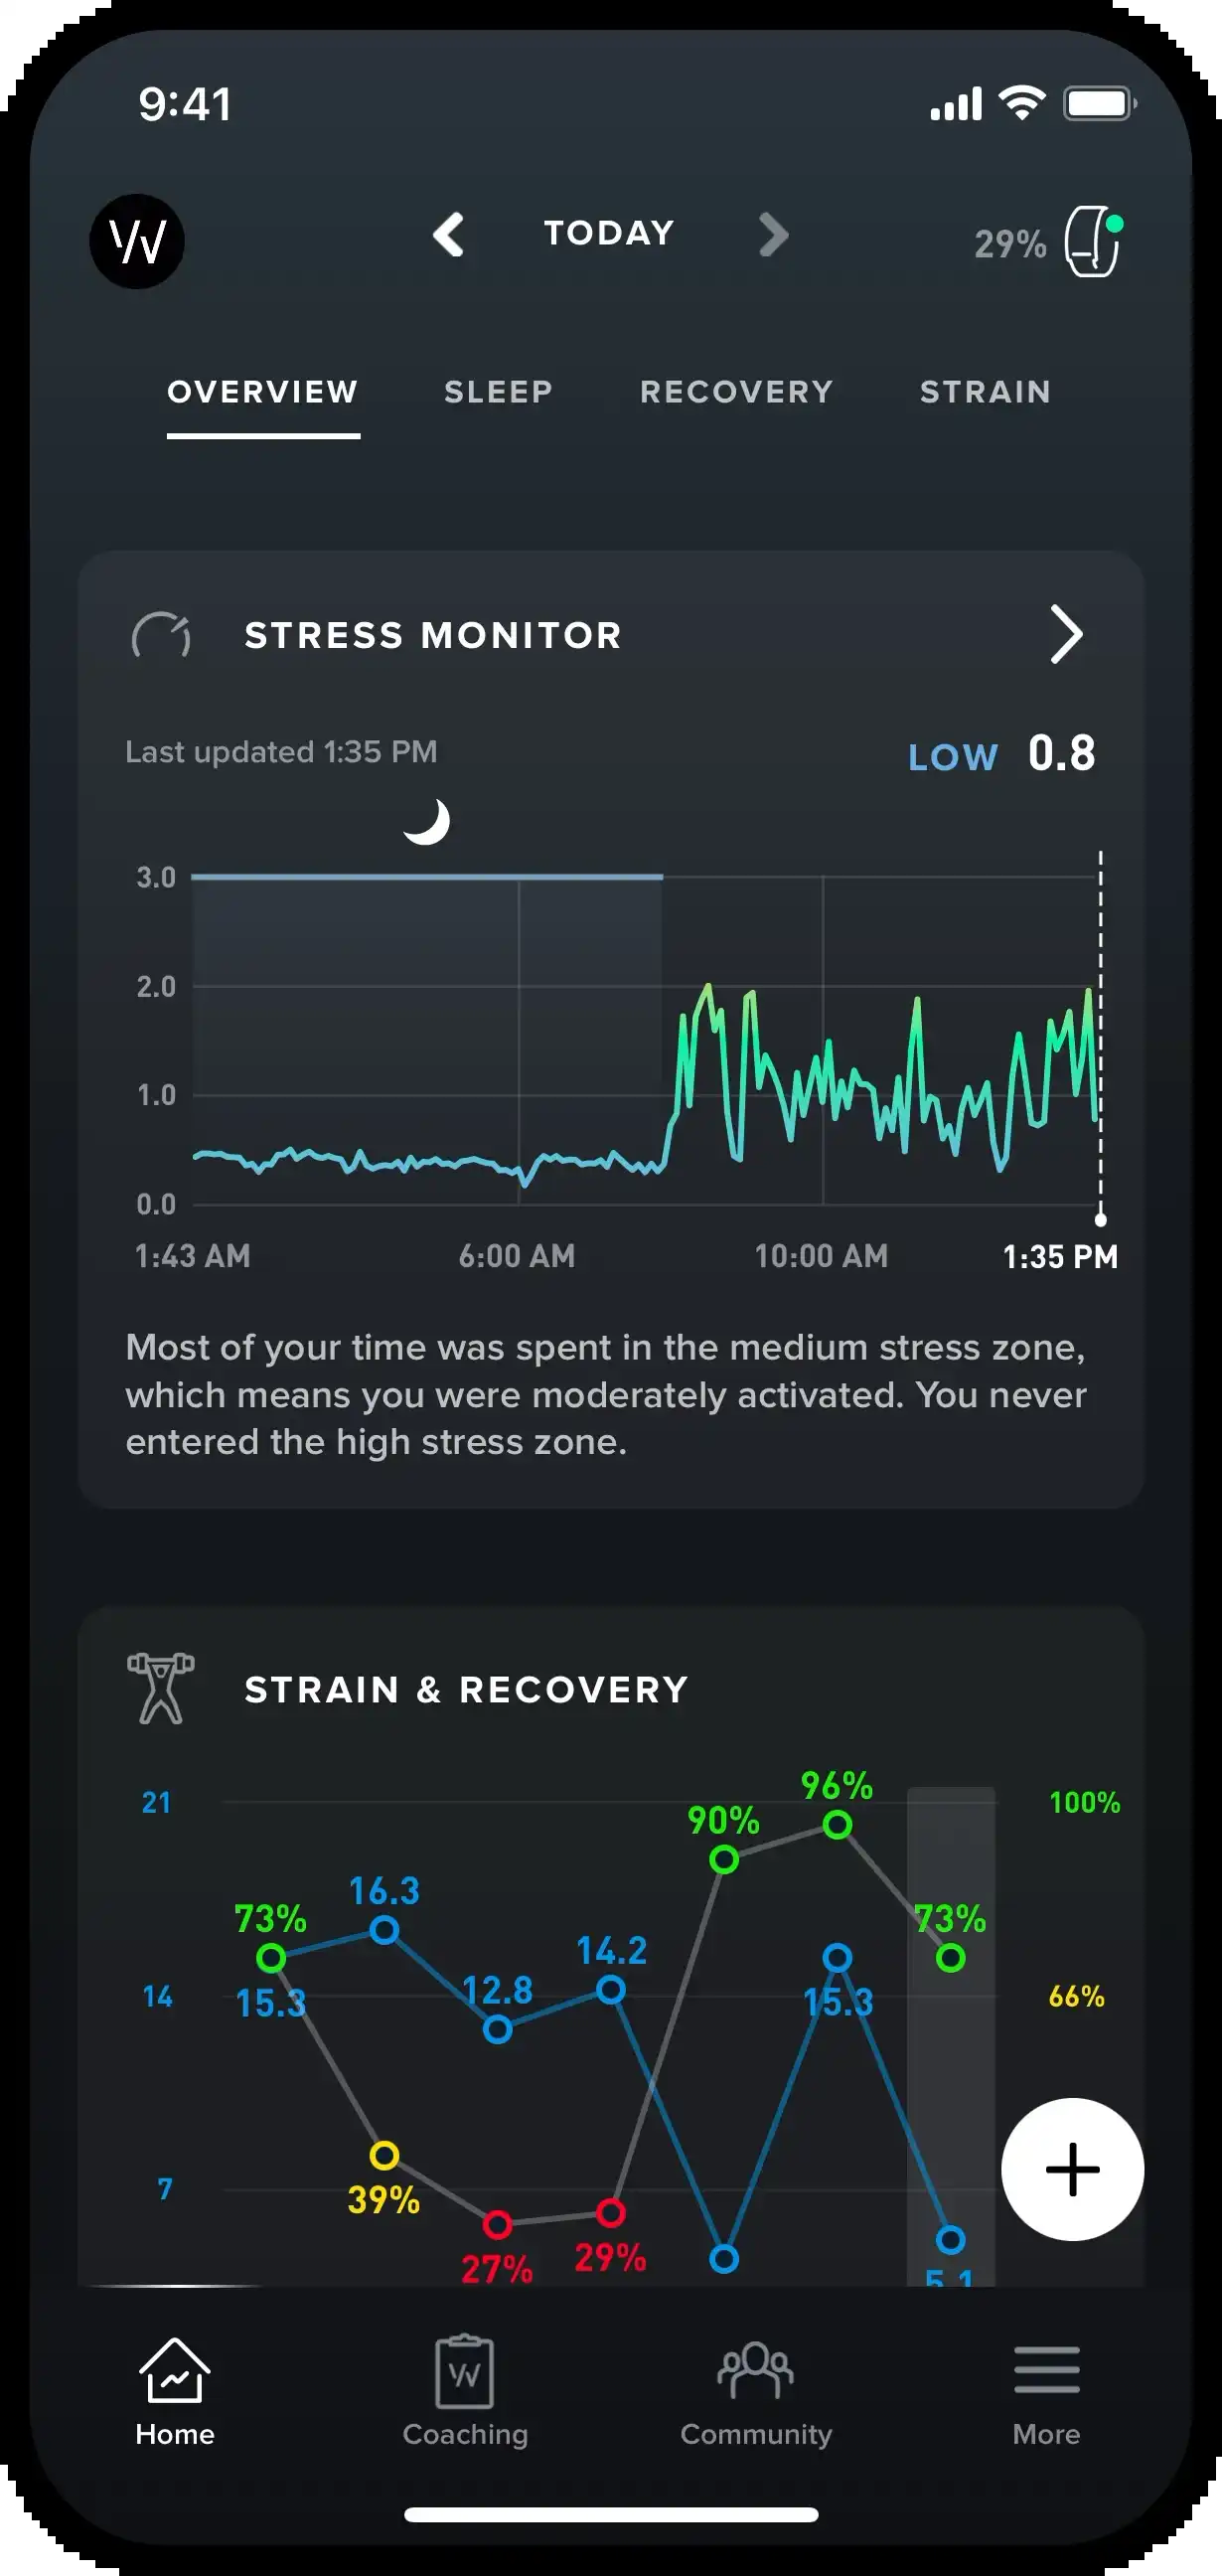 9:41
TODAY
29%
OVERVIEW SLEEP RECOVERY STRAIN
STRESS MONITOR
Last updated 1:35 PM
LOW 0.8
3.0
2.0
1.0
0.0
1:43 AM 6:00 AM 10:00 AM 1:35 PM
Most of your time was spent in the medium stress zone,
which means you were moderately activated. You never
entered the high stress zone.
STRAIN & RECOVERY
96%
21 100%
90%
16.3
73% 73%
14.2
12.8
14 66%
15.3 15.3
7
39%
29%
27%
5.1
Home Coaching Community More